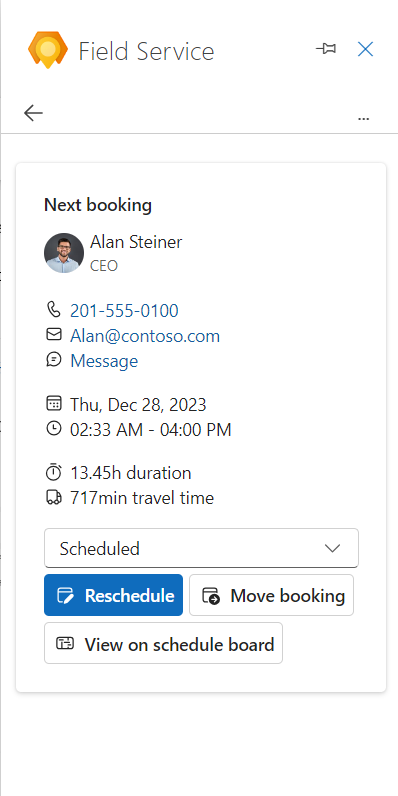 Field Service
...
Next booking
Alan Steiner
CEO
201-555-0100
Alan@contoso.com
Message
Thu, Dec 28, 2023
02:33 AM - 04:00 PM
13.45h duration
717min travel time
Scheduled
Reschedule
Move booking
View on schedule board